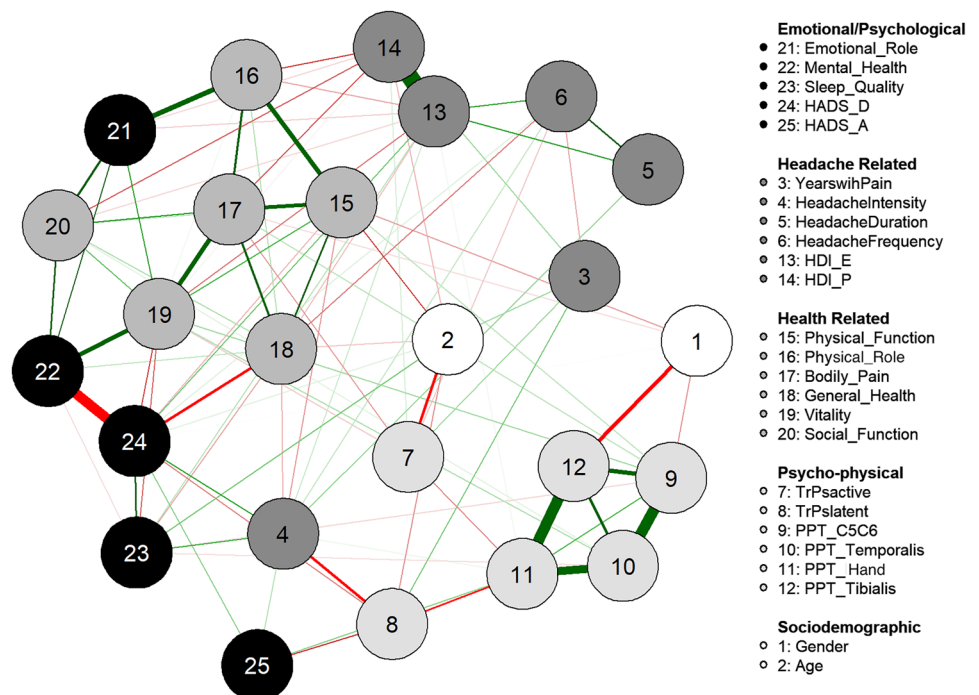 Emotional/Psychological
21: Emotional_Role
22: Mental_Health
23: Sleep_Quality
24: HADS_D
25: HADS_A
Headache Related
3: YearswihPain
4: HeadacheIntensity
5: HeadacheDuration
6: HeadacheFrequency
13: HDI_E
14: HDI_P
Health Related
15: Physical_Function
16: Physical_Role
17: Bodily_Pain
18: General_Health
19: Vitality
20: Social_Function
Psycho-physical
7: TrPsactive
8: TrPslatent
9: PPT_C5C6
10: PPT_Temporalis
11: PPT_Hand
12: PPT_Tibialis
Sociodemographic
1: Gender
2: Age
14
16
6
13
21
5
15
17
20
3
19
2
1
18
22
24
7
12
9
4
23
11
10
8
25